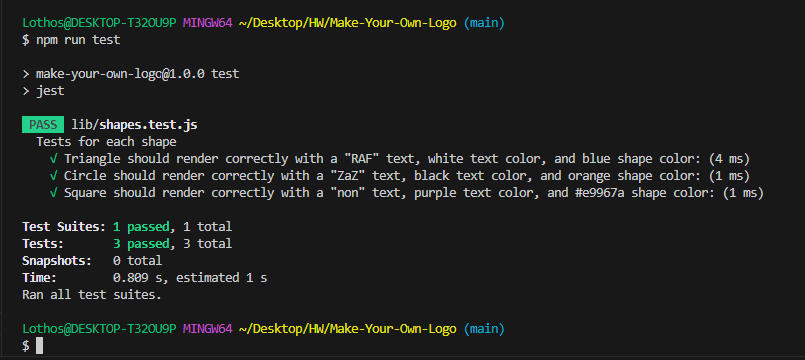 Lothos@DESKTOP-T32OU9P MINGW64 ~/Desktop/HW/Make-Your-Own-Logo (main)
$ npm run test
> make-your-own-logo@1.0.0 test
> jest
PASS lib/shapes.test.js
Tests for each shape
√ Triangle should render correctly with a "RAF" text, white text color, and blue shape color: (4 ms)
√ Circle should render correctly with a "ZaZ" text, black text color, and orange shape color: (1 ms)
√ Square should render correctly with a "non" text, purple text color, and #e9967a shape color: (1 ms)
Test Suites: 1 passed, 1 total
Tests: 3 passed, 3 total
Snapshots: 0 total
Time: 0.809 s, estimated 1 s
Ran all test suites.
Lothos@DESKTOP-T32OU9P MINGW64 ~/Desktop/HW/Make-Your-Own-Logo (main)
$